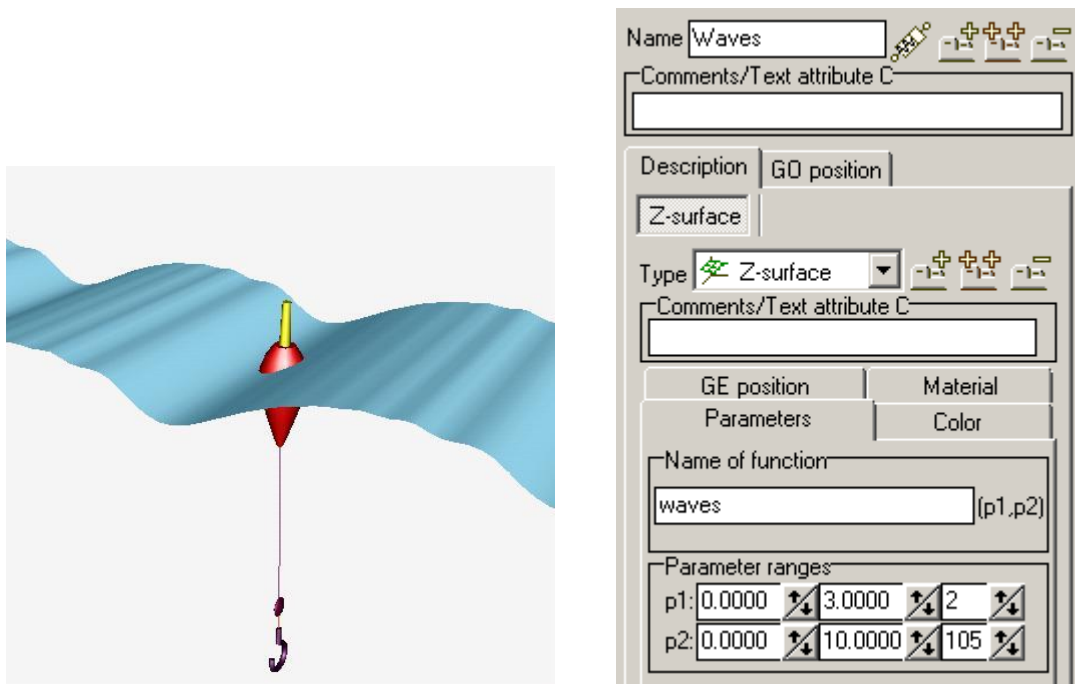 Name Waves
Comments/Text attribute C
Description GO position
Z-surface
Type Z-surface
Comments/Text attribute C
GE position Material
Parameters Color
Name of function
waves (p1,p2)
Parameter ranges
p1: 0.0000 3.0000 2
p2: 0.0000 10.0000 105